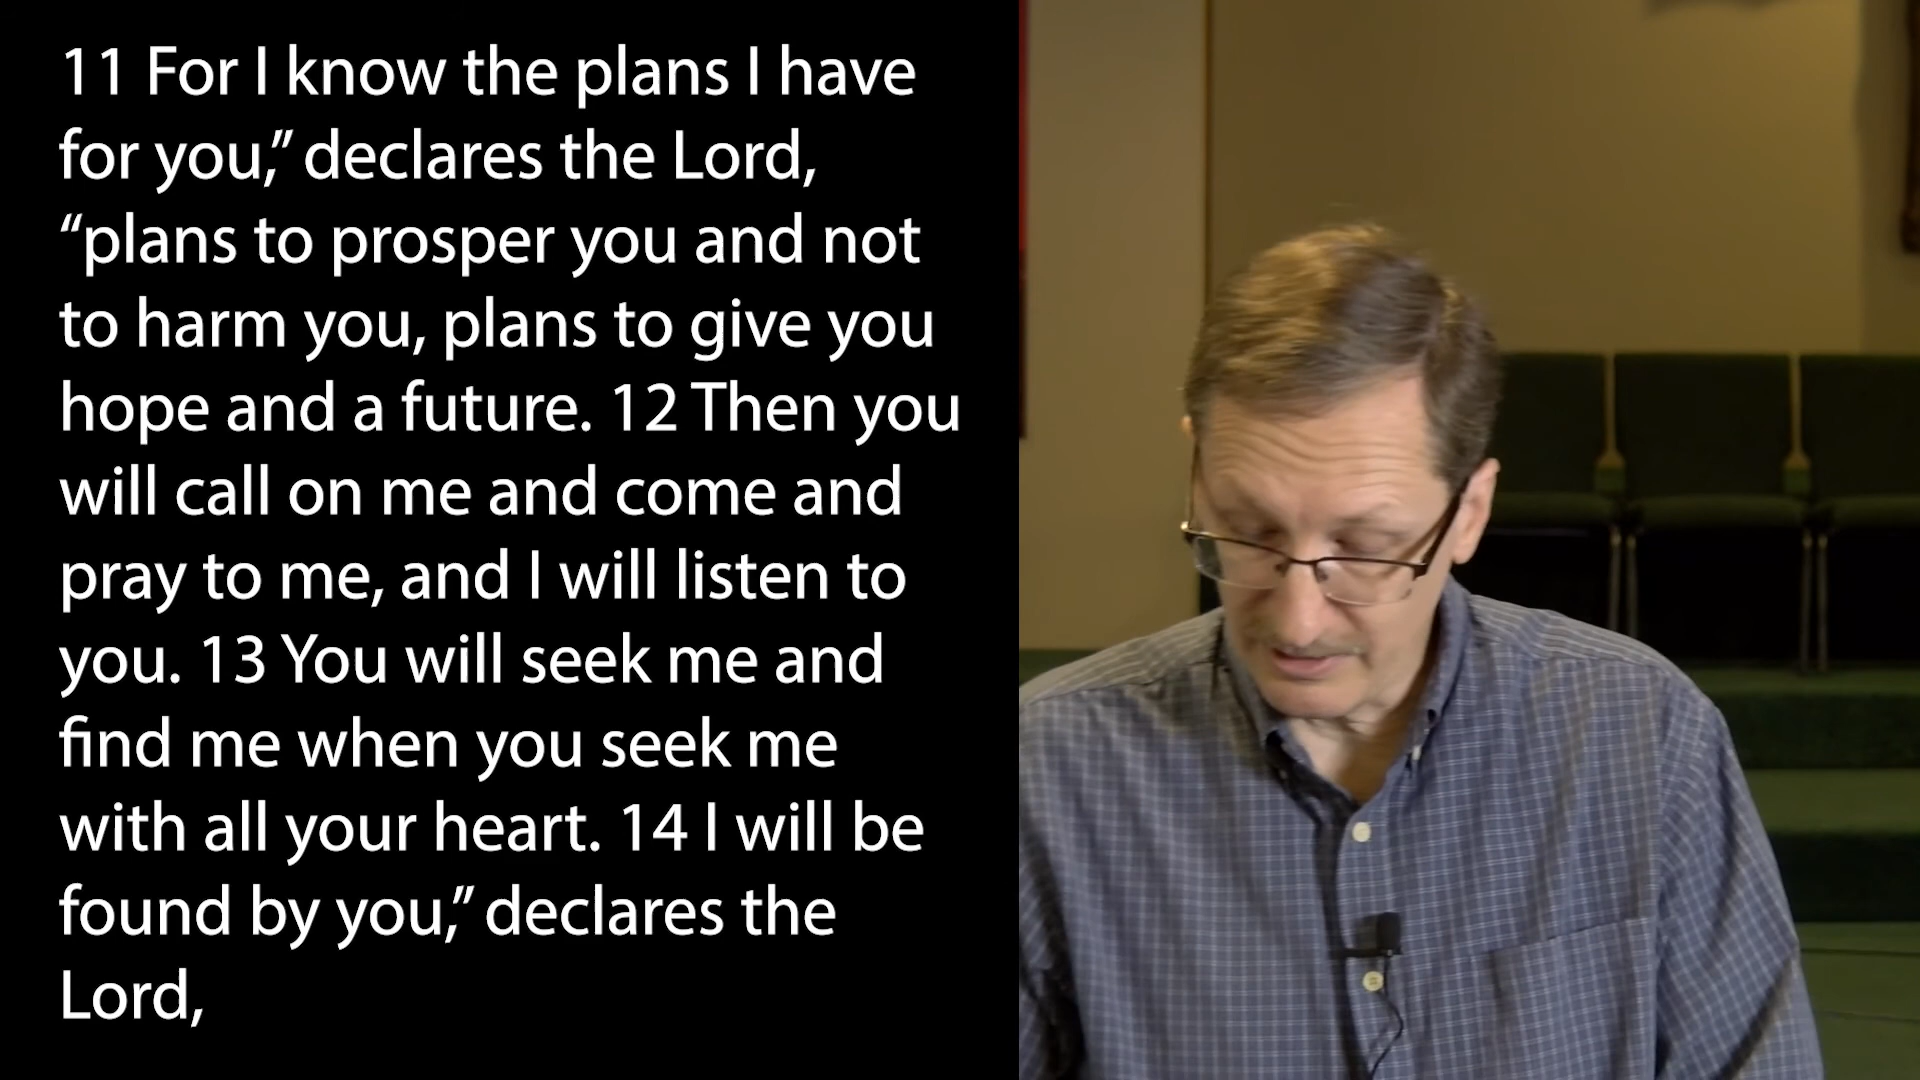 11 For I know the plans I have
for you,” declares the Lord,
“plans to prosper you and not
to harm you, plans to give you
hope and a future. 12 Then you
will call on me and come and
pray to me, and I will listen to
you. 13 You will seek me and
find me when you seek me
with all your heart. 14 I will be
found by you,” declares the
Lord,